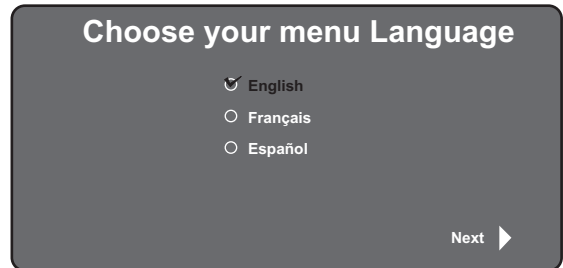 Choose your menu Language
English
Français
Español
Next